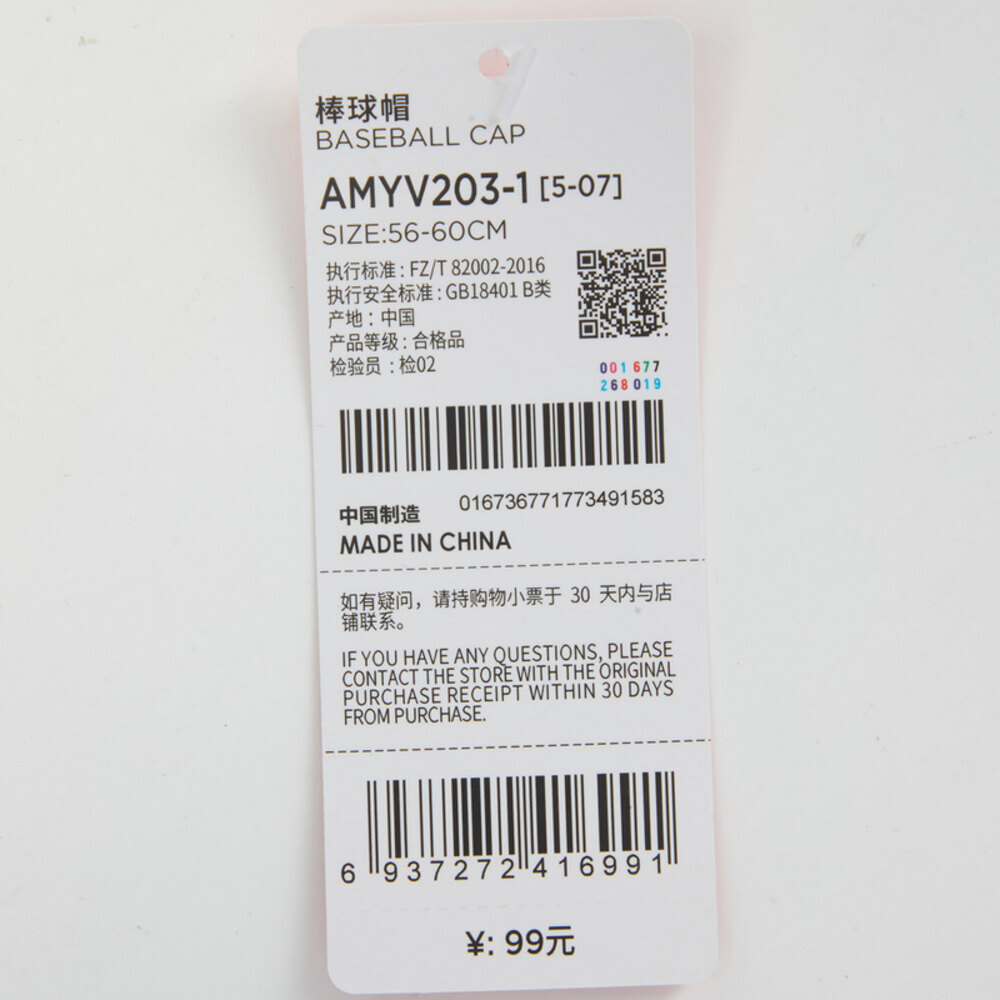 棒球帽
BASEBALL CAP
AMYV203-1 [5-07]
SIZE:56-60CM
执行标准 : FZ/T 82002-2016
执行安全标准 : GB18401 B类
产地 : 中国
产品等级 : 合格品
检验员 : 检02
001 677
268 019
016736771773491583
中国制造
MADE IN CHINA
如有疑问，请持购物小票于 30 天内与店
铺联系。
IF YOU HAVE ANY QUESTIONS, PLEASE
CONTACT THE STORE WITH THE ORIGINAL
PURCHASE RECEIPT WITHIN 30 DAYS
FROM PURCHASE.
6 937272 416991
¥: 99元